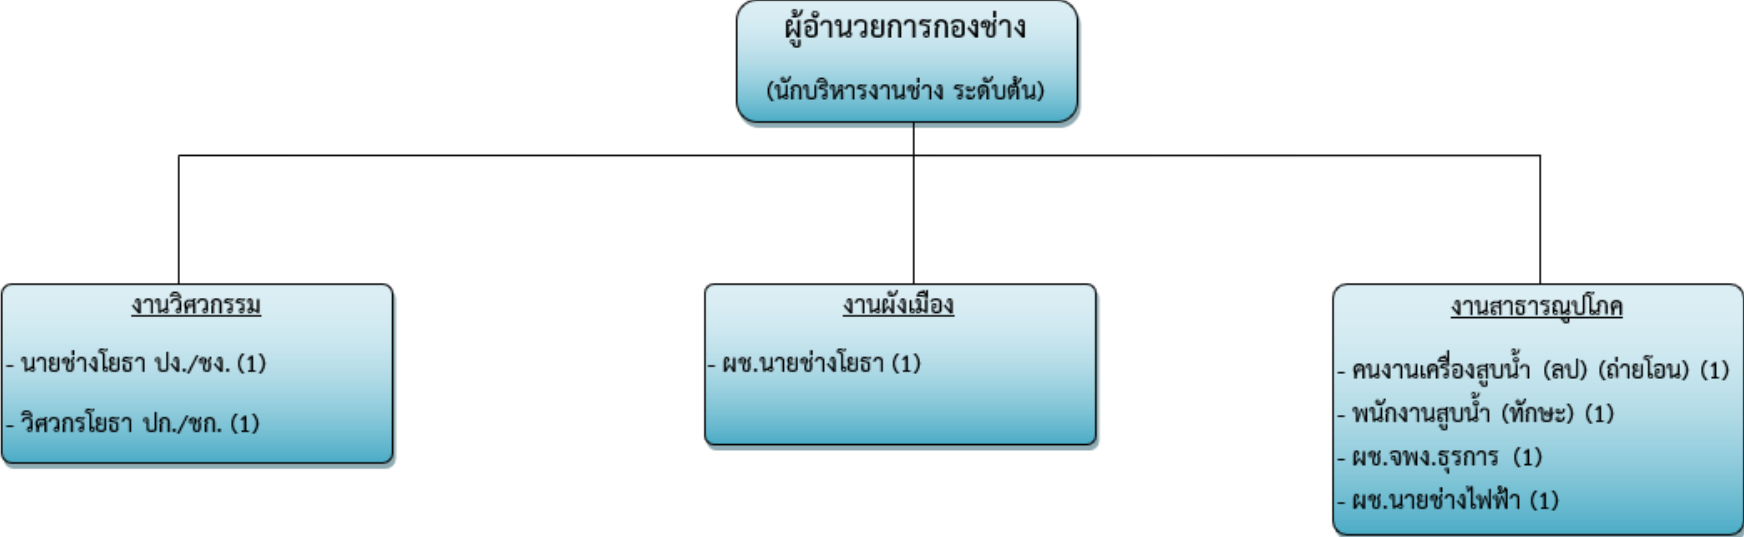 ผู้อำนวยการกองช่าง
(นักบริหารงานช่าง ระดับต้น)
งานวิศวกรรม
- นายช่างโยธา ปง./ชง. (1)
- วิศวกรโยธา ปก./ชก. (1)
งานผังเมือง
- ผช.นายช่างโยธา (1)
งานสาธารณูปโภค
- คนงานเครื่องสูบน้ำ (ลป) (ถ่ายโอน) (1)
- พนักงานสูบน้ำ (ทักษะ) (1)
- ผช.จพง.ธุรการ (1)
- ผช.นายช่างไฟฟ้า (1)